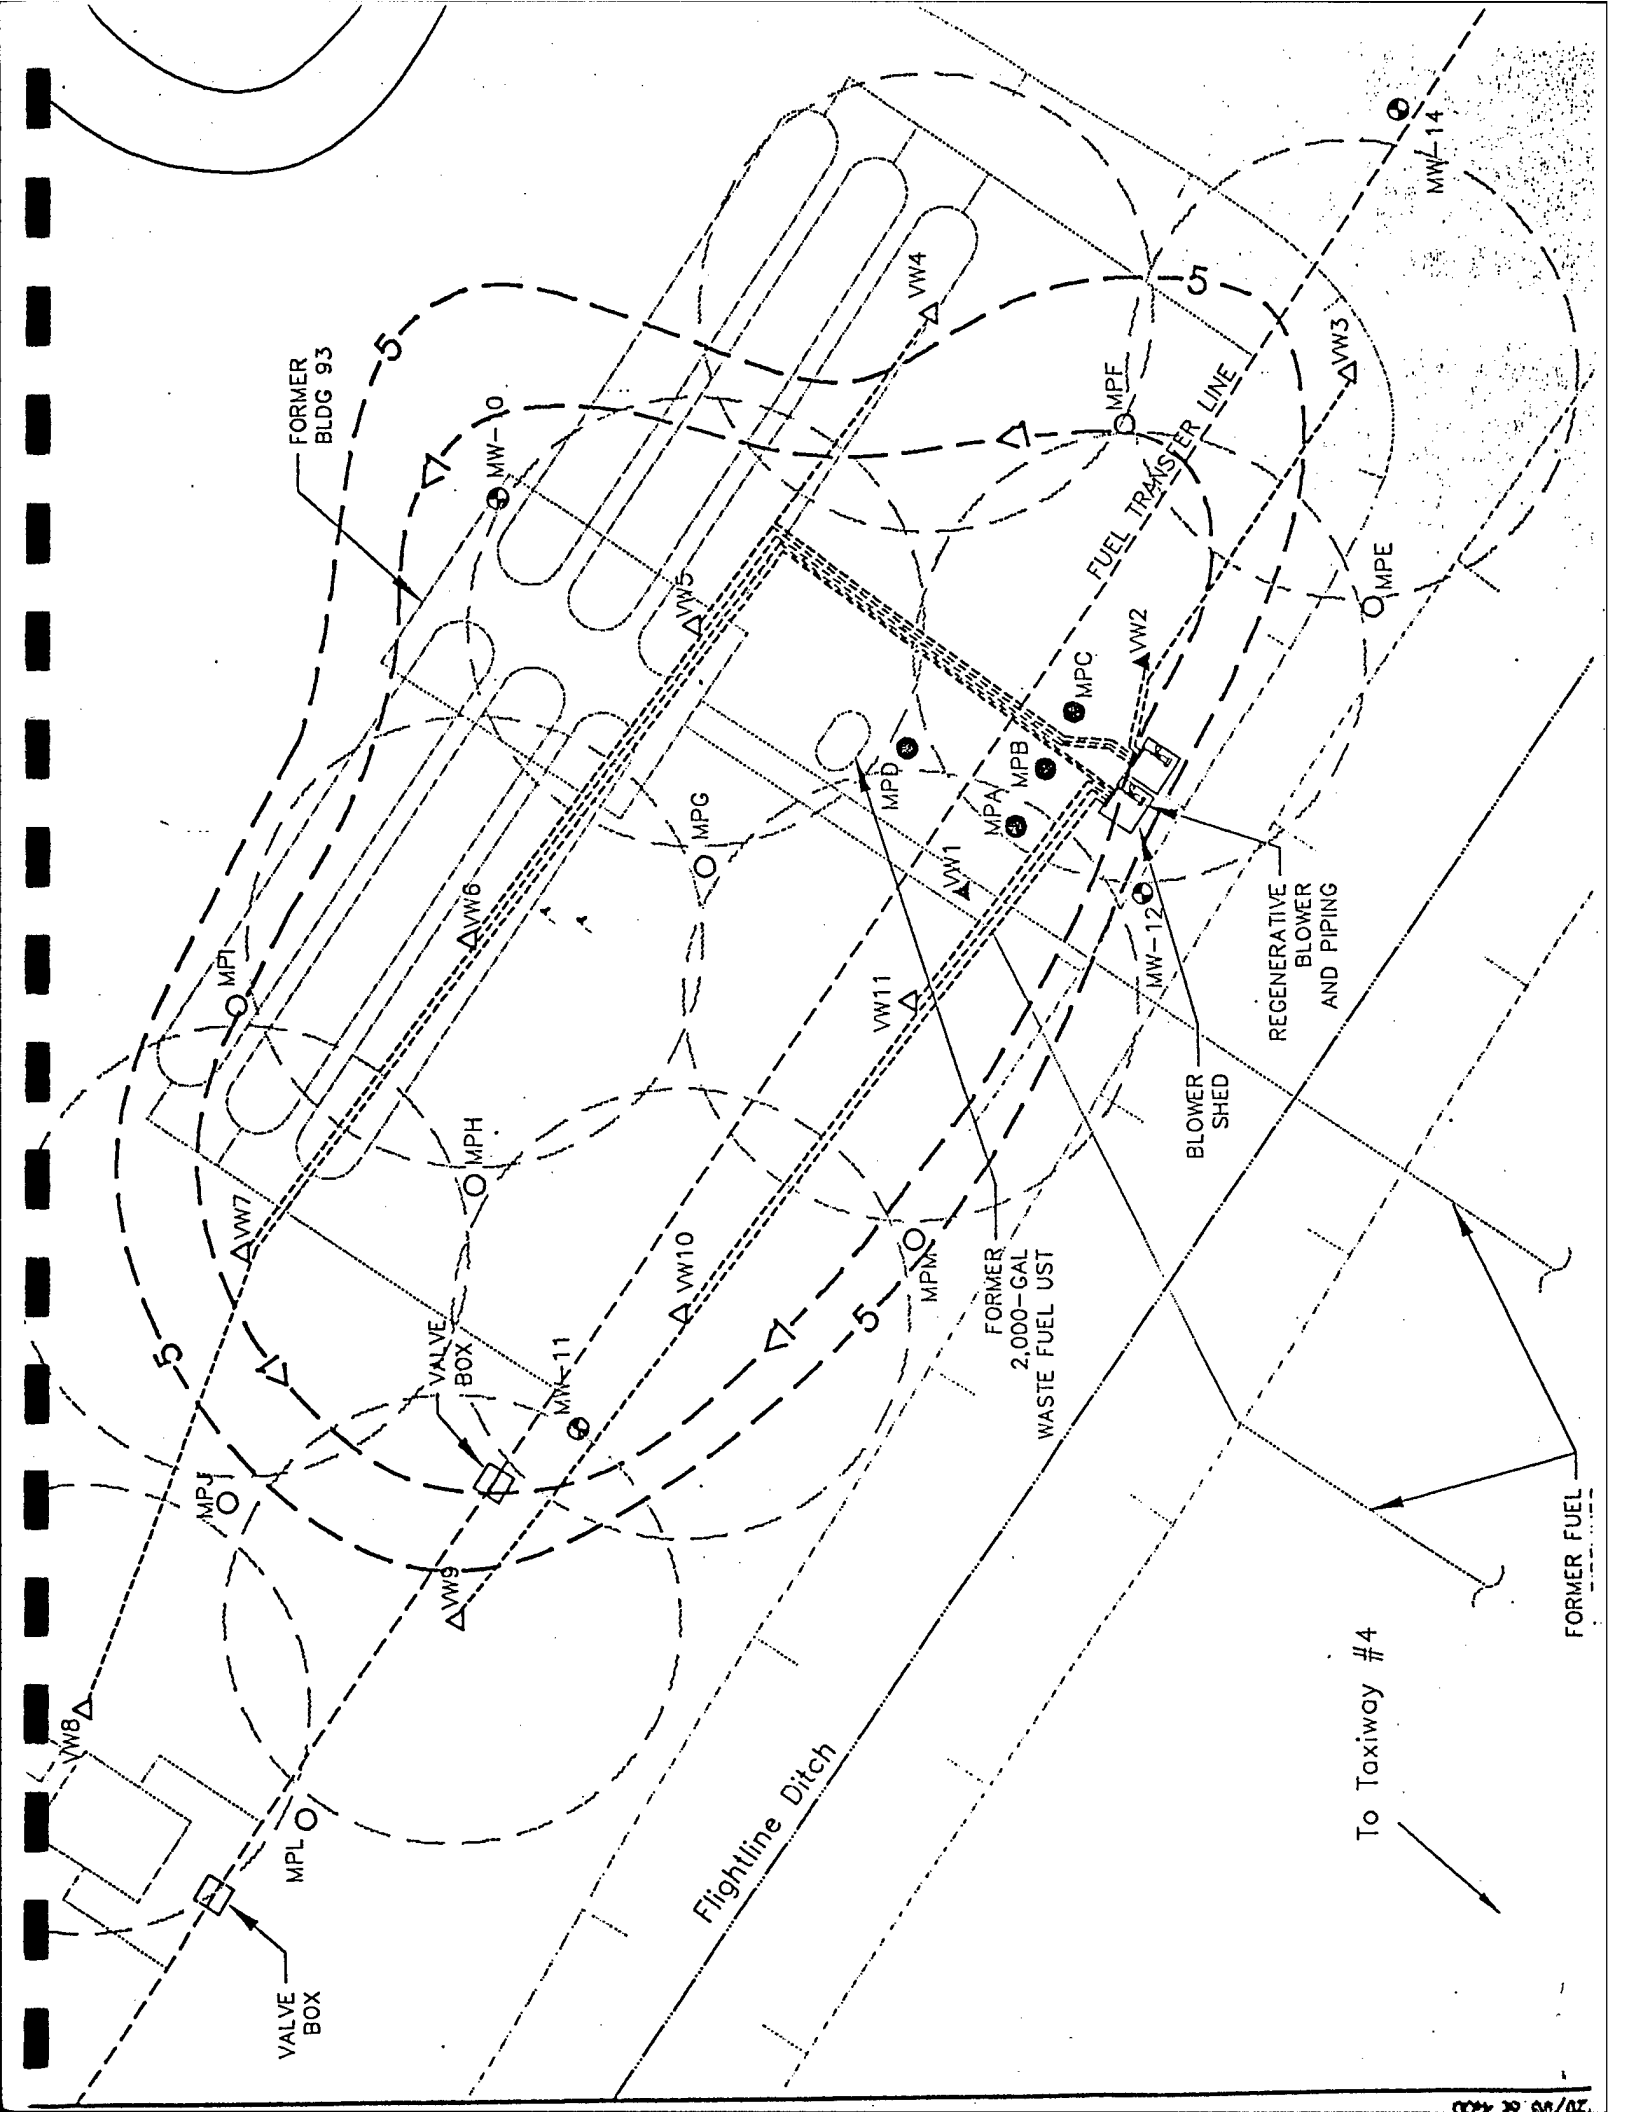 FORMER
BLDG 93
MW-10
VW4
MW-14
VW3
MPF
FUEL TRANSFER LINE
MPE
VW5
VW2
MPC
MPB
MPD
MPA
MPG
VW1
VW6
MPI
VW11
MW-12
REGENERATIVE
BLOWER
AND PIPING
BLOWER
SHED
MPH
VW7
VW10
MPM
FORMER
2,000-GAL
WASTE FUEL UST
VALVE
BOX
MW-11
MPJ
VW9
VW8
MPL
VALVE
BOX
5
5
5
5
Flightline Ditch
To Taxiway #4
FORMER FUEL